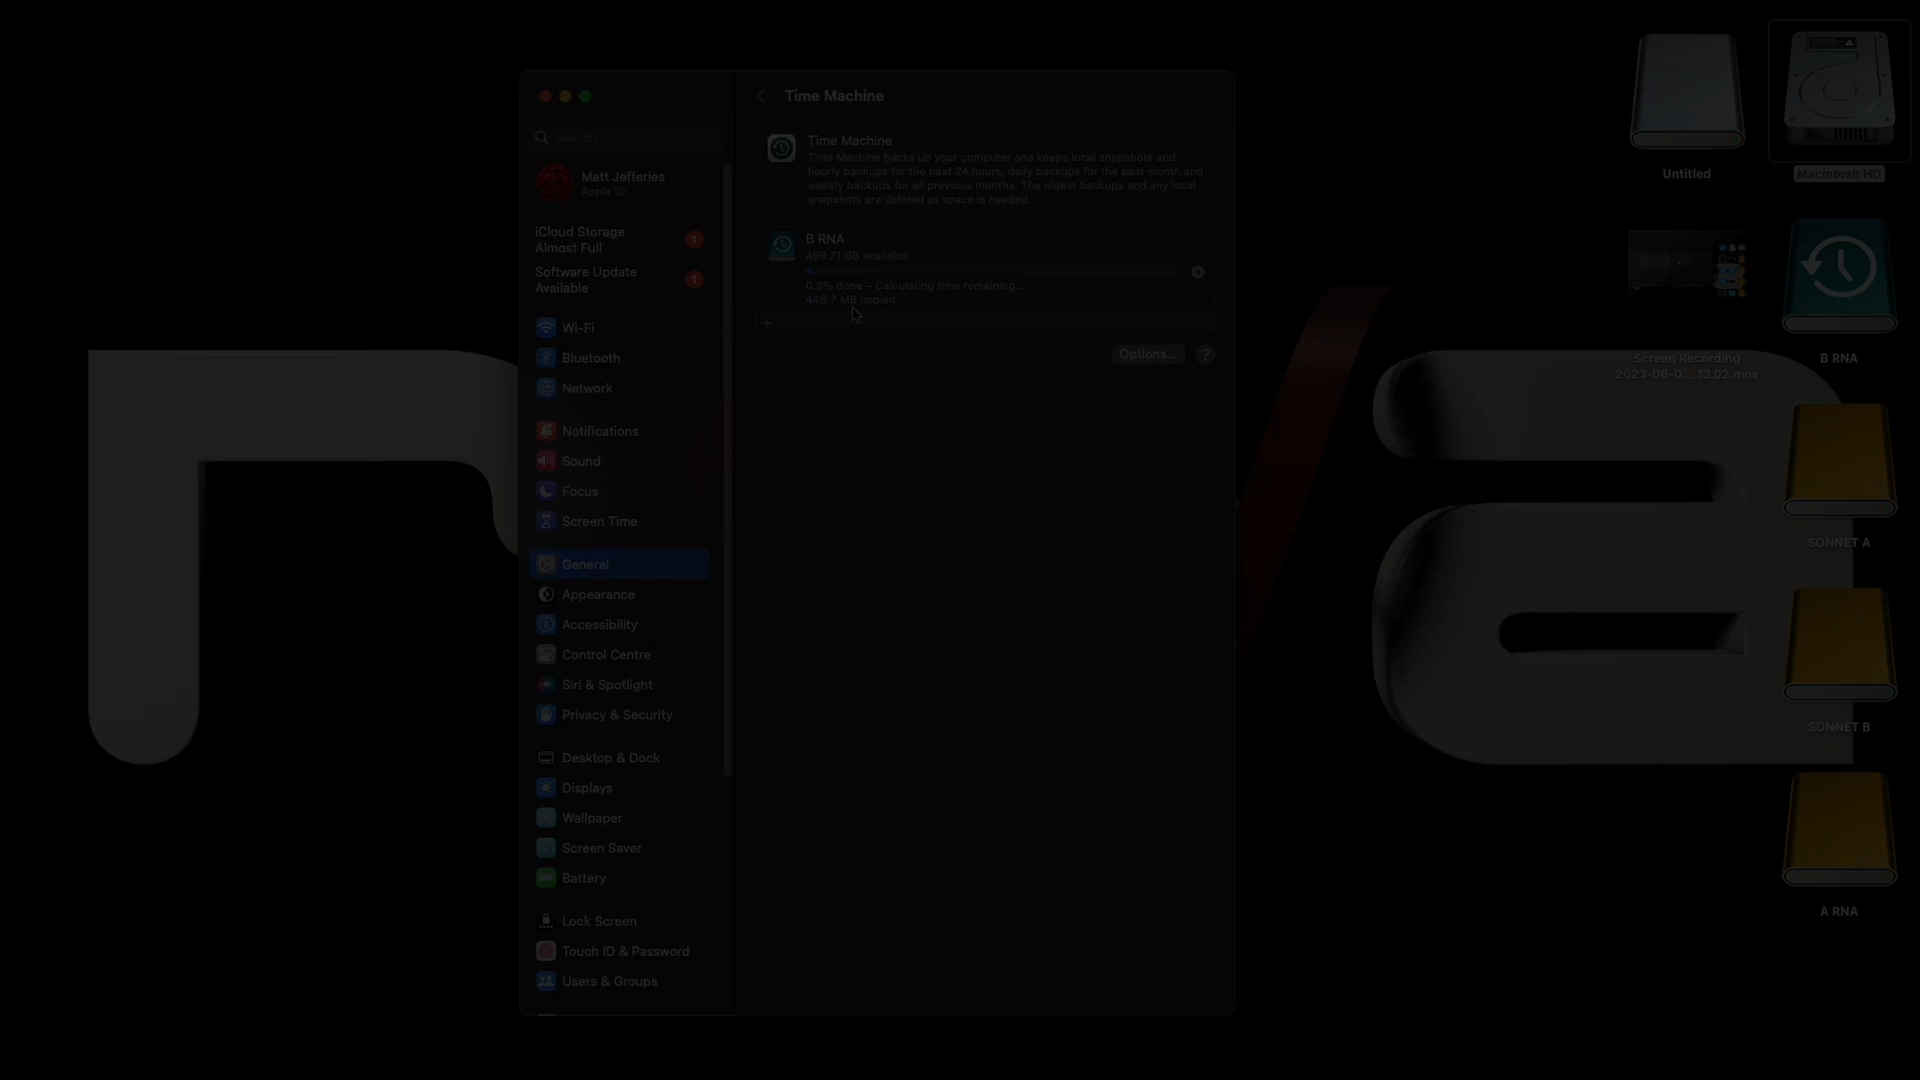 Time Machine
Search
Time Machine
Time Machine backs up your computer and keeps local snapshots and
hourly backups for the past 24 hours, daily backups for the past month and
weekly backups for all previous months. The oldest backups and any local
snapshots are deleted as space is needed.
Matt Jefferies
Apple ID
iCloud Storage
Almost Full
1
Software Update
Available
1
B RNA
499.71 GB available
0.3% done – Calculating time remaining...
448.7 MB copied
Options...
?
Wi-Fi
Bluetooth
Network
Notifications
Sound
Focus
Screen Time
General
Appearance
Accessibility
Control Centre
Siri & Spotlight
Privacy & Security
Desktop & Dock
Displays
Wallpaper
Screen Saver
Battery
Lock Screen
Touch ID & Password
Users & Groups
Untitled
Macintosh HD
Screen Recording
2023-06-0....13.02.mov
B RNA
SONNET A
SONNET B
A RNA